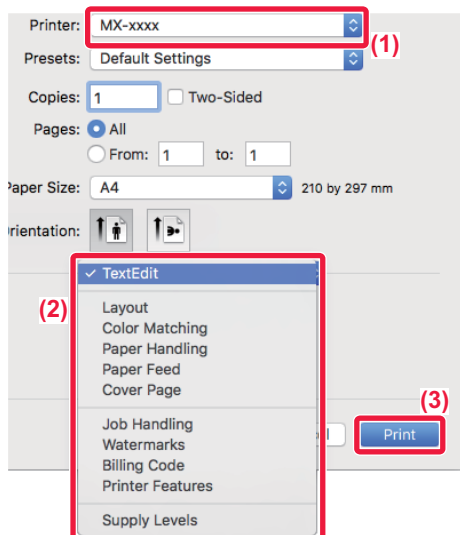 Printer: MX-xxxx
(1)
Presets: Default Settings
Copies: 1 Two-Sided
Pages: All
From: 1 to: 1
Paper Size: A4 210 by 297 mm
rientation:
✓ TextEdit
(2)
Layout
Color Matching
Paper Handling
Paper Feed
Cover Page
(3)
Job Handling
Watermarks
Billing Code
Printer Features
Print
Supply Levels